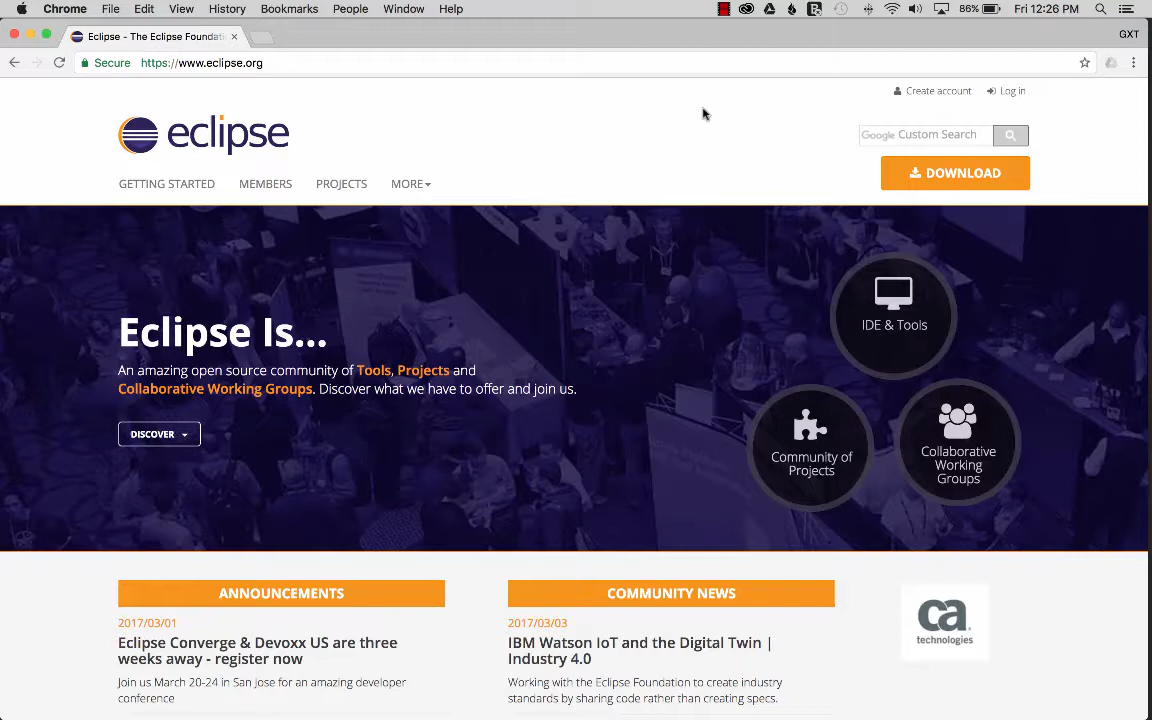 Chrome File Edit View History Bookmarks People Window Help 86% Fri 12:26 PM
Eclipse - The Eclipse Foundati GXT
Secure https://www.eclipse.org
Create account Log in
eclipse
Google Custom Search
GETTING STARTED MEMBERS PROJECTS MORE
DOWNLOAD
Eclipse Is...
An amazing open source community of Tools, Projects and
Collaborative Working Groups. Discover what we have to offer and join us.
DISCOVER
IDE & Tools
Community of
Projects
Collaborative
Working
Groups
ANNOUNCEMENTS
2017/03/01
Eclipse Converge & Devoxx US are three
weeks away - register now
Join us March 20-24 in San Jose for an amazing developer
conference
COMMUNITY NEWS
2017/03/03
IBM Watson IoT and the Digital Twin |
Industry 4.0
Working with the Eclipse Foundation to create industry
standards by sharing code rather than creating specs.
ca
technologies